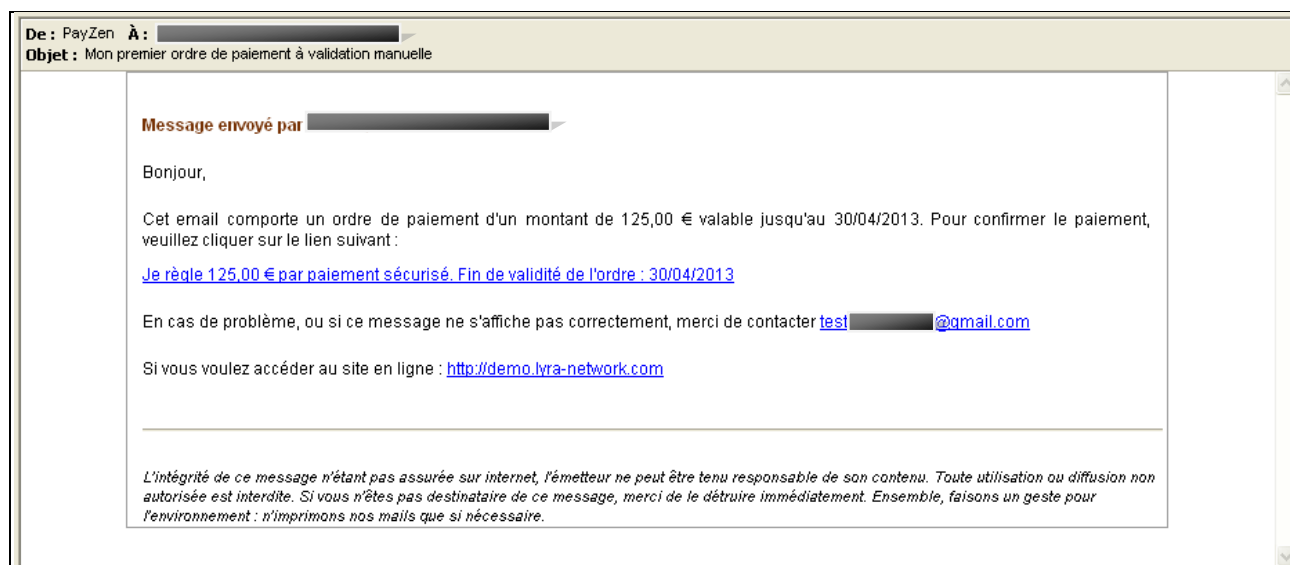 De : PayZen À :
Objet : Mon premier ordre de paiement à validation manuelle
Message envoyé par
Bonjour,
Cet email comporte un ordre de paiement d'un montant de 125,00 € valable jusqu'au 30/04/2013. Pour confirmer le paiement,
veuillez cliquer sur le lien suivant :
Je règle 125,00 € par paiement sécurisé. Fin de validité de l'ordre : 30/04/2013
En cas de problème, ou si ce message ne s'affiche pas correctement, merci de contacter test @gmail.com
Si vous voulez accéder au site en ligne : http://demo.lyra-network.com
L'intégrité de ce message n'étant pas assurée sur internet, l'émetteur ne peut être tenu responsable de son contenu. Toute utilisation ou diffusion non
autorisée est interdite. Si vous n'êtes pas destinataire de ce message, merci de le détruire immédiatement. Ensemble, faisons un geste pour
l'environnement : n'imprimons nos mails que si nécessaire.